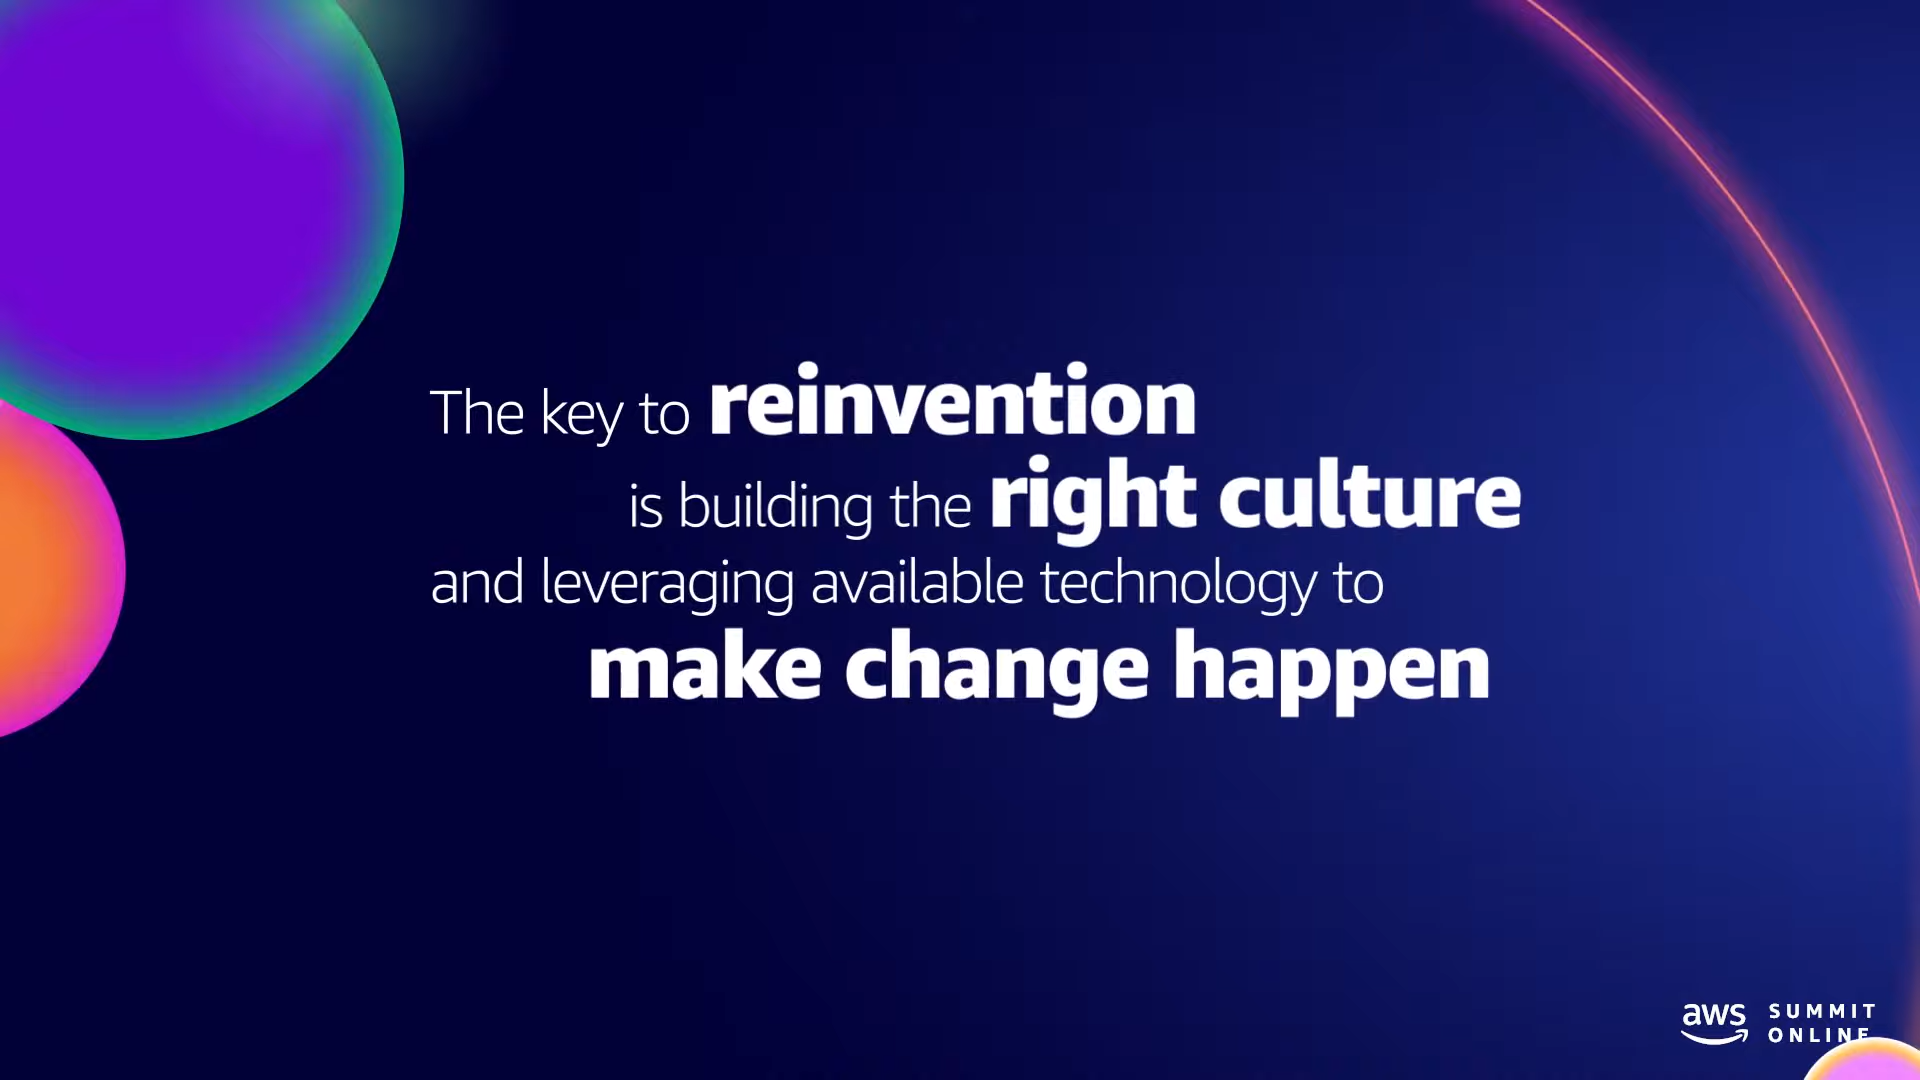 The key to reinvention
is building the right culture
and leveraging available technology to
make change happen
aws SUMMIT
ONLINE